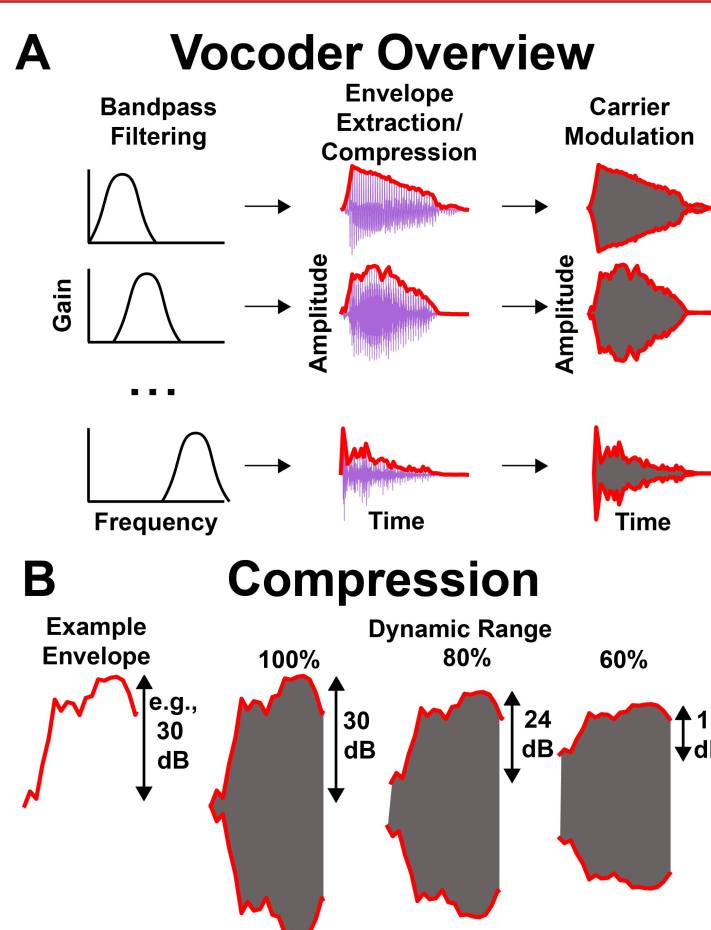 A Vocoder Overview
Bandpass
Filtering
Envelope
Extraction/
Compression
Carrier
Modulation
Gain
Amplitude
Amplitude
...
Frequency
Time
Time
B Compression
Example
Envelope
Dynamic Range
100%
80%
60%
e.g.,
30
dB
30
dB
24
dB